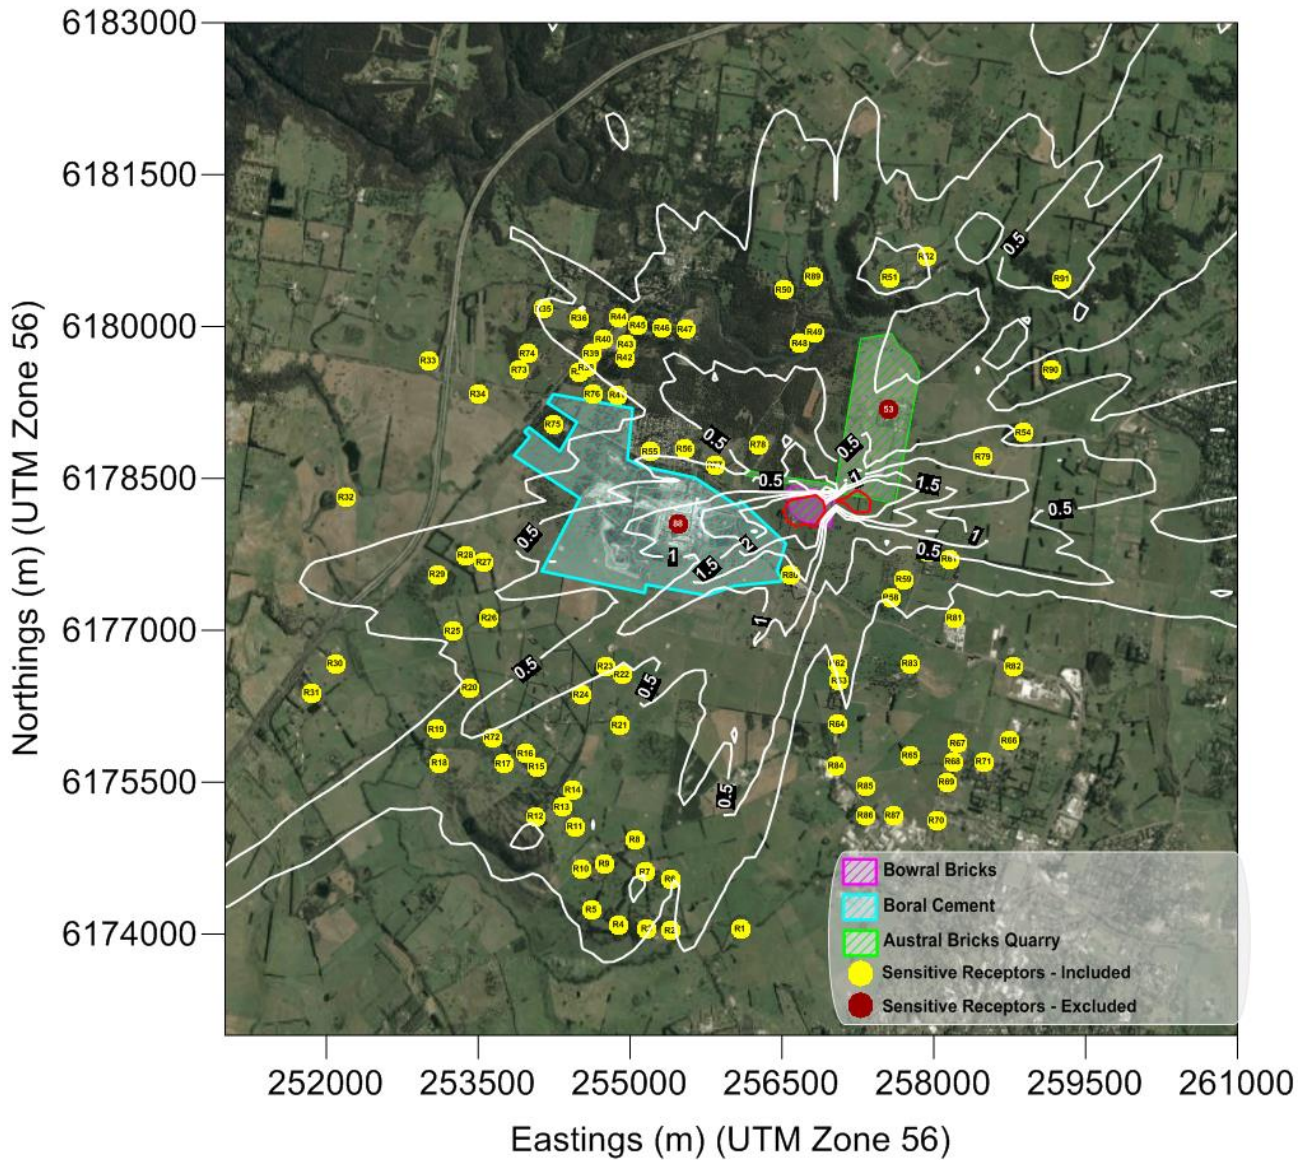 6183000
6181500
0.5
R52
R51
R89
R91
R50
6180000
R35
R36
R44
R45
R46
R47
R49
R48
R40
R43
R39
R42
R74
R73
R33
R34
R76
R41
R90
53
R75
R54
0.5
0.5
R55
R56
R78
R79
6178500
0.5
1
1.5
R32
0.5
88
0.5
2
1
1
1.5
0.5
R28
R27
R29
R80
R61
R59
R58
R26
R25
R81
6177000
1
R30
R31
0.5
R23
R22
R24
0.5
R20
R62
R63
R83
R82
R19
R72
R21
R64
R66
R67
R18
R17
R16
R15
R84
R65
R68
R71
R69
6175500
R14
R13
R12
R11
0.5
R85
R86
R87
R70
R8
R10
R9
R7
R6
R5
R4
R3
R2
R1
6174000
Bowral Bricks
Boral Cement
Austral Bricks Quarry
Sensitive Receptors - Included
Sensitive Receptors - Excluded
252000
253500
255000
256500
258000
259500
261000
Eastings (m) (UTM Zone 56)
Northings (m) (UTM Zone 56)